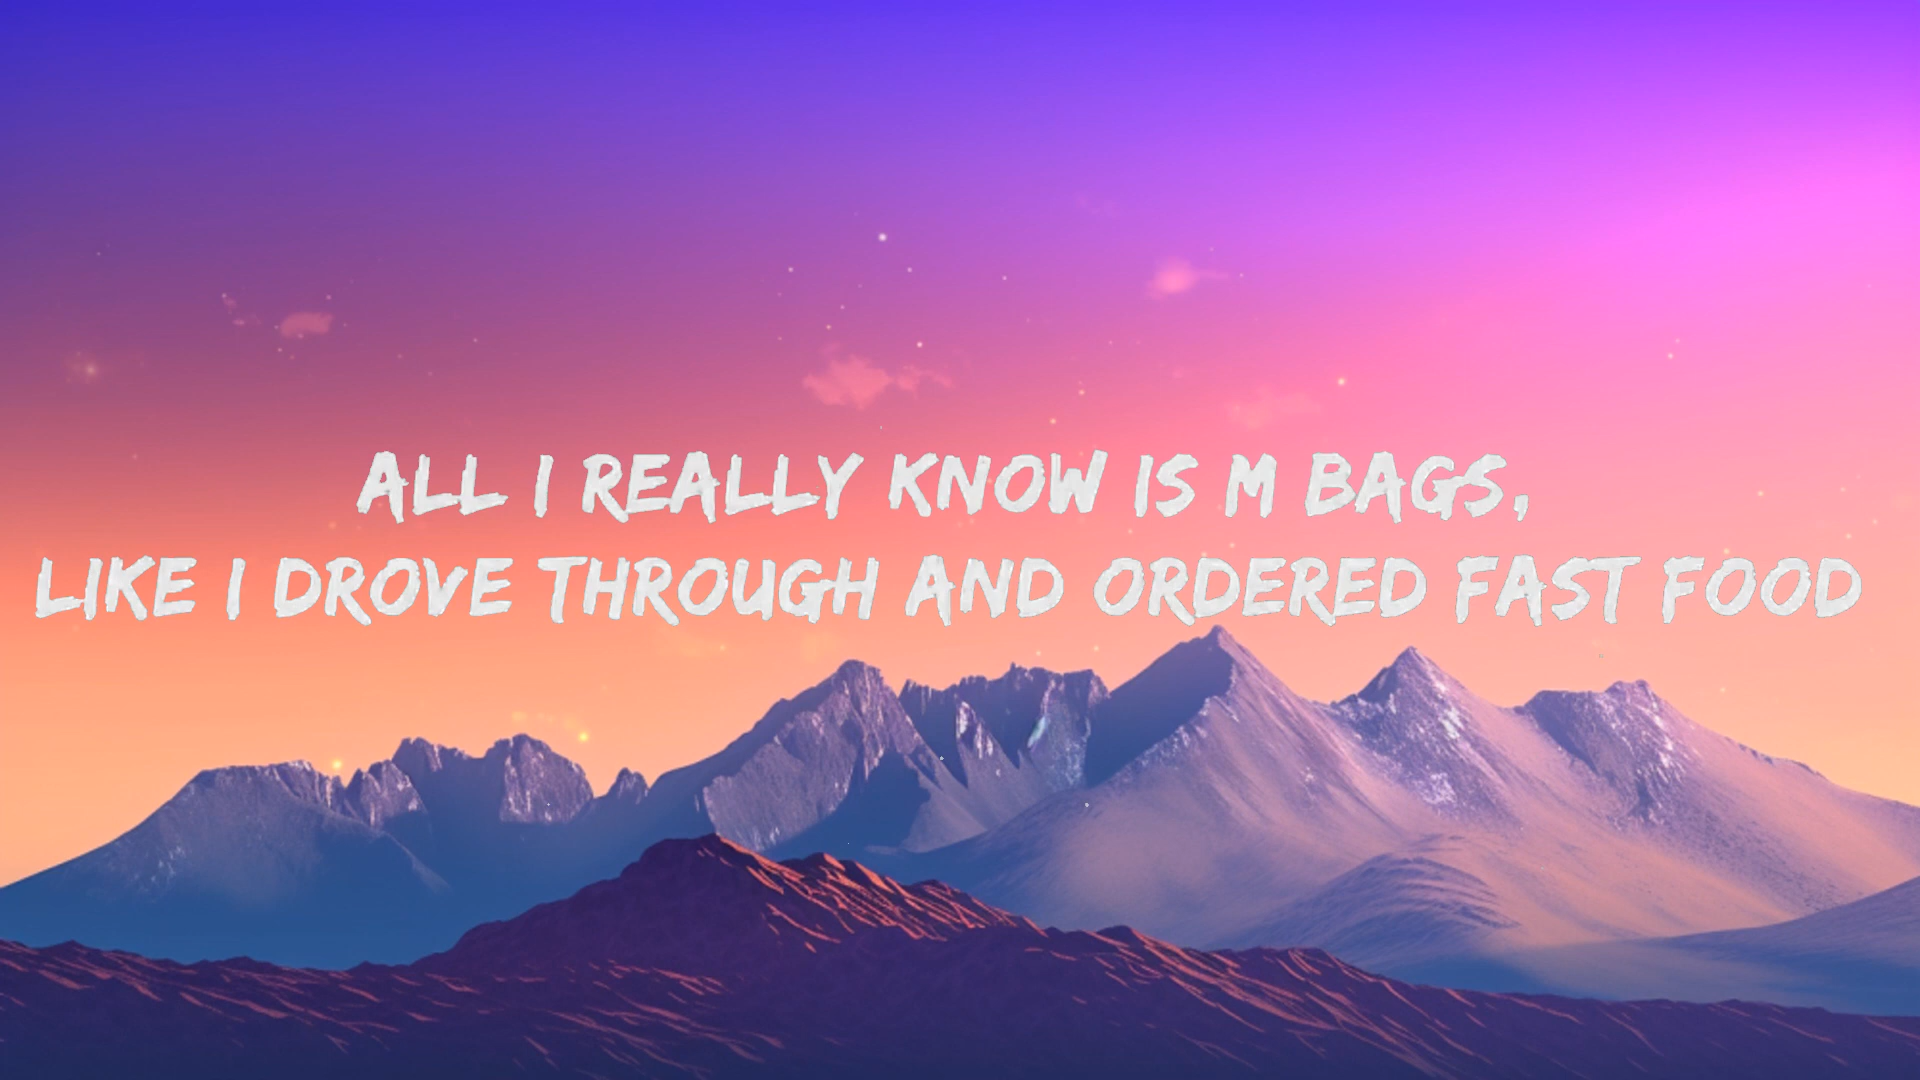 ALL I REALLY KNOW IS M BAGS,
LIKE I DROVE THROUGH AND ORDERED FAST FOOD